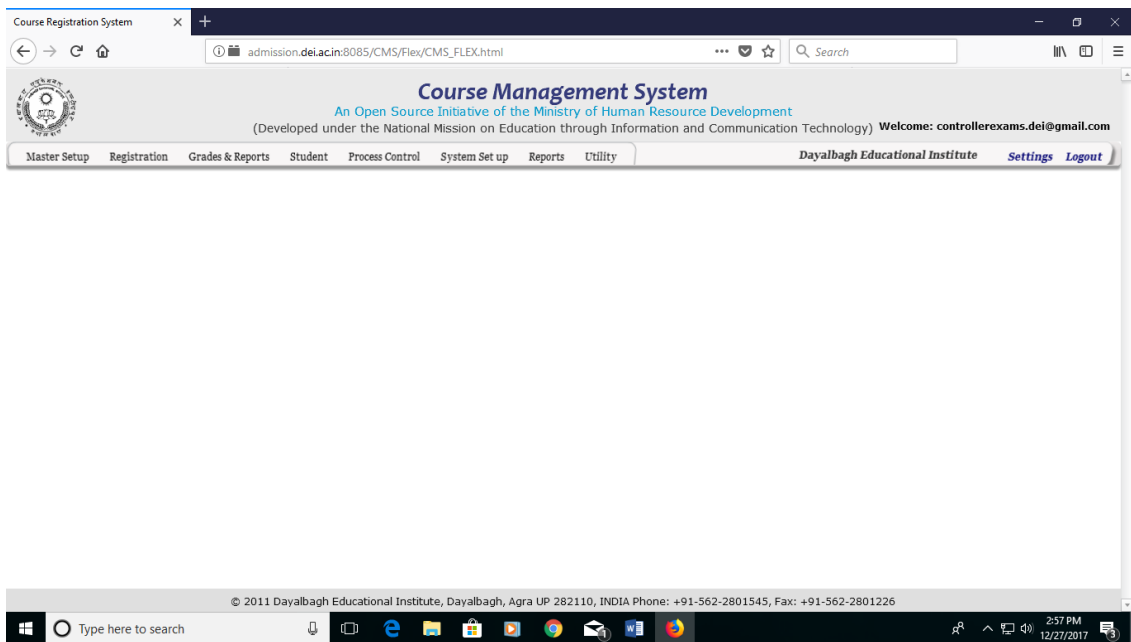 Course Registration System
admission.dei.ac.in:8085/CMS/Flex/CMS_FLEX.html
Search
Course Management System
An Open Source Initiative of the Ministry of Human Resource Development
(Developed under the National Mission on Education through Information and Communication Technology) Welcome: controllerexams.dei@gmail.com
Master Setup Registration Grades & Reports Student Process Control System Set up Reports Utility Dayalbagh Educational Institute Settings Logout
© 2011 Dayalbagh Educational Institute, Dayalbagh, Agra UP 282110, INDIA Phone: +91-562-2801545, Fax: +91-562-2801226
Type here to search
2:57 PM
12/27/2017